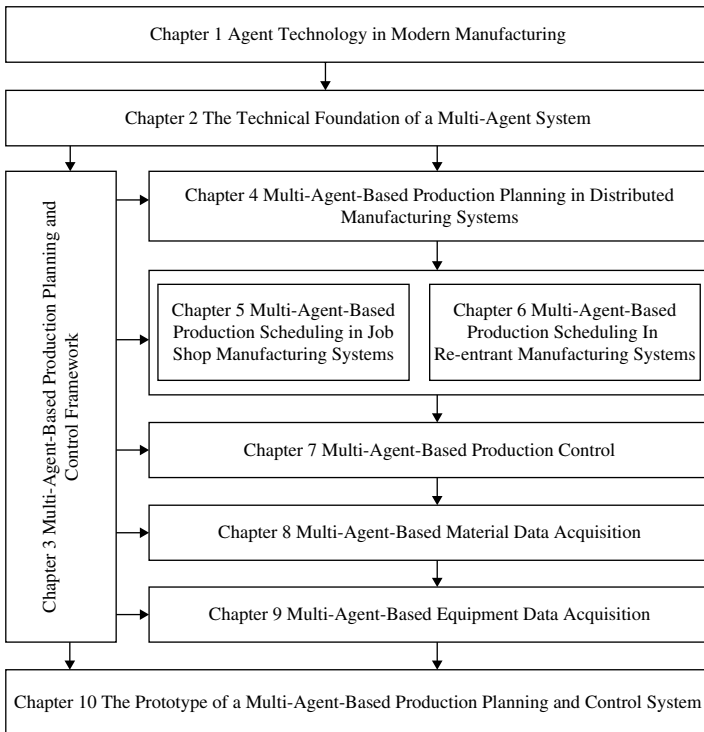 Chapter 1 Agent Technology in Modern Manufacturing
Chapter 2 The Technical Foundation of a Multi-Agent System
Chapter 3 Multi-Agent-Based Production Planning and
Control Framework
Chapter 4 Multi-Agent-Based Production Planning in Distributed
Manufacturing Systems
Chapter 5 Multi-Agent-Based
Production Scheduling in Job
Shop Manufacturing Systems
Chapter 6 Multi-Agent-Based
Production Scheduling In
Re-entrant Manufacturing Systems
Chapter 7 Multi-Agent-Based Production Control
Chapter 8 Multi-Agent-Based Material Data Acquisition
Chapter 9 Multi-Agent-Based Equipment Data Acquisition
Chapter 10 The Prototype of a Multi-Agent-Based Production Planning and Control System